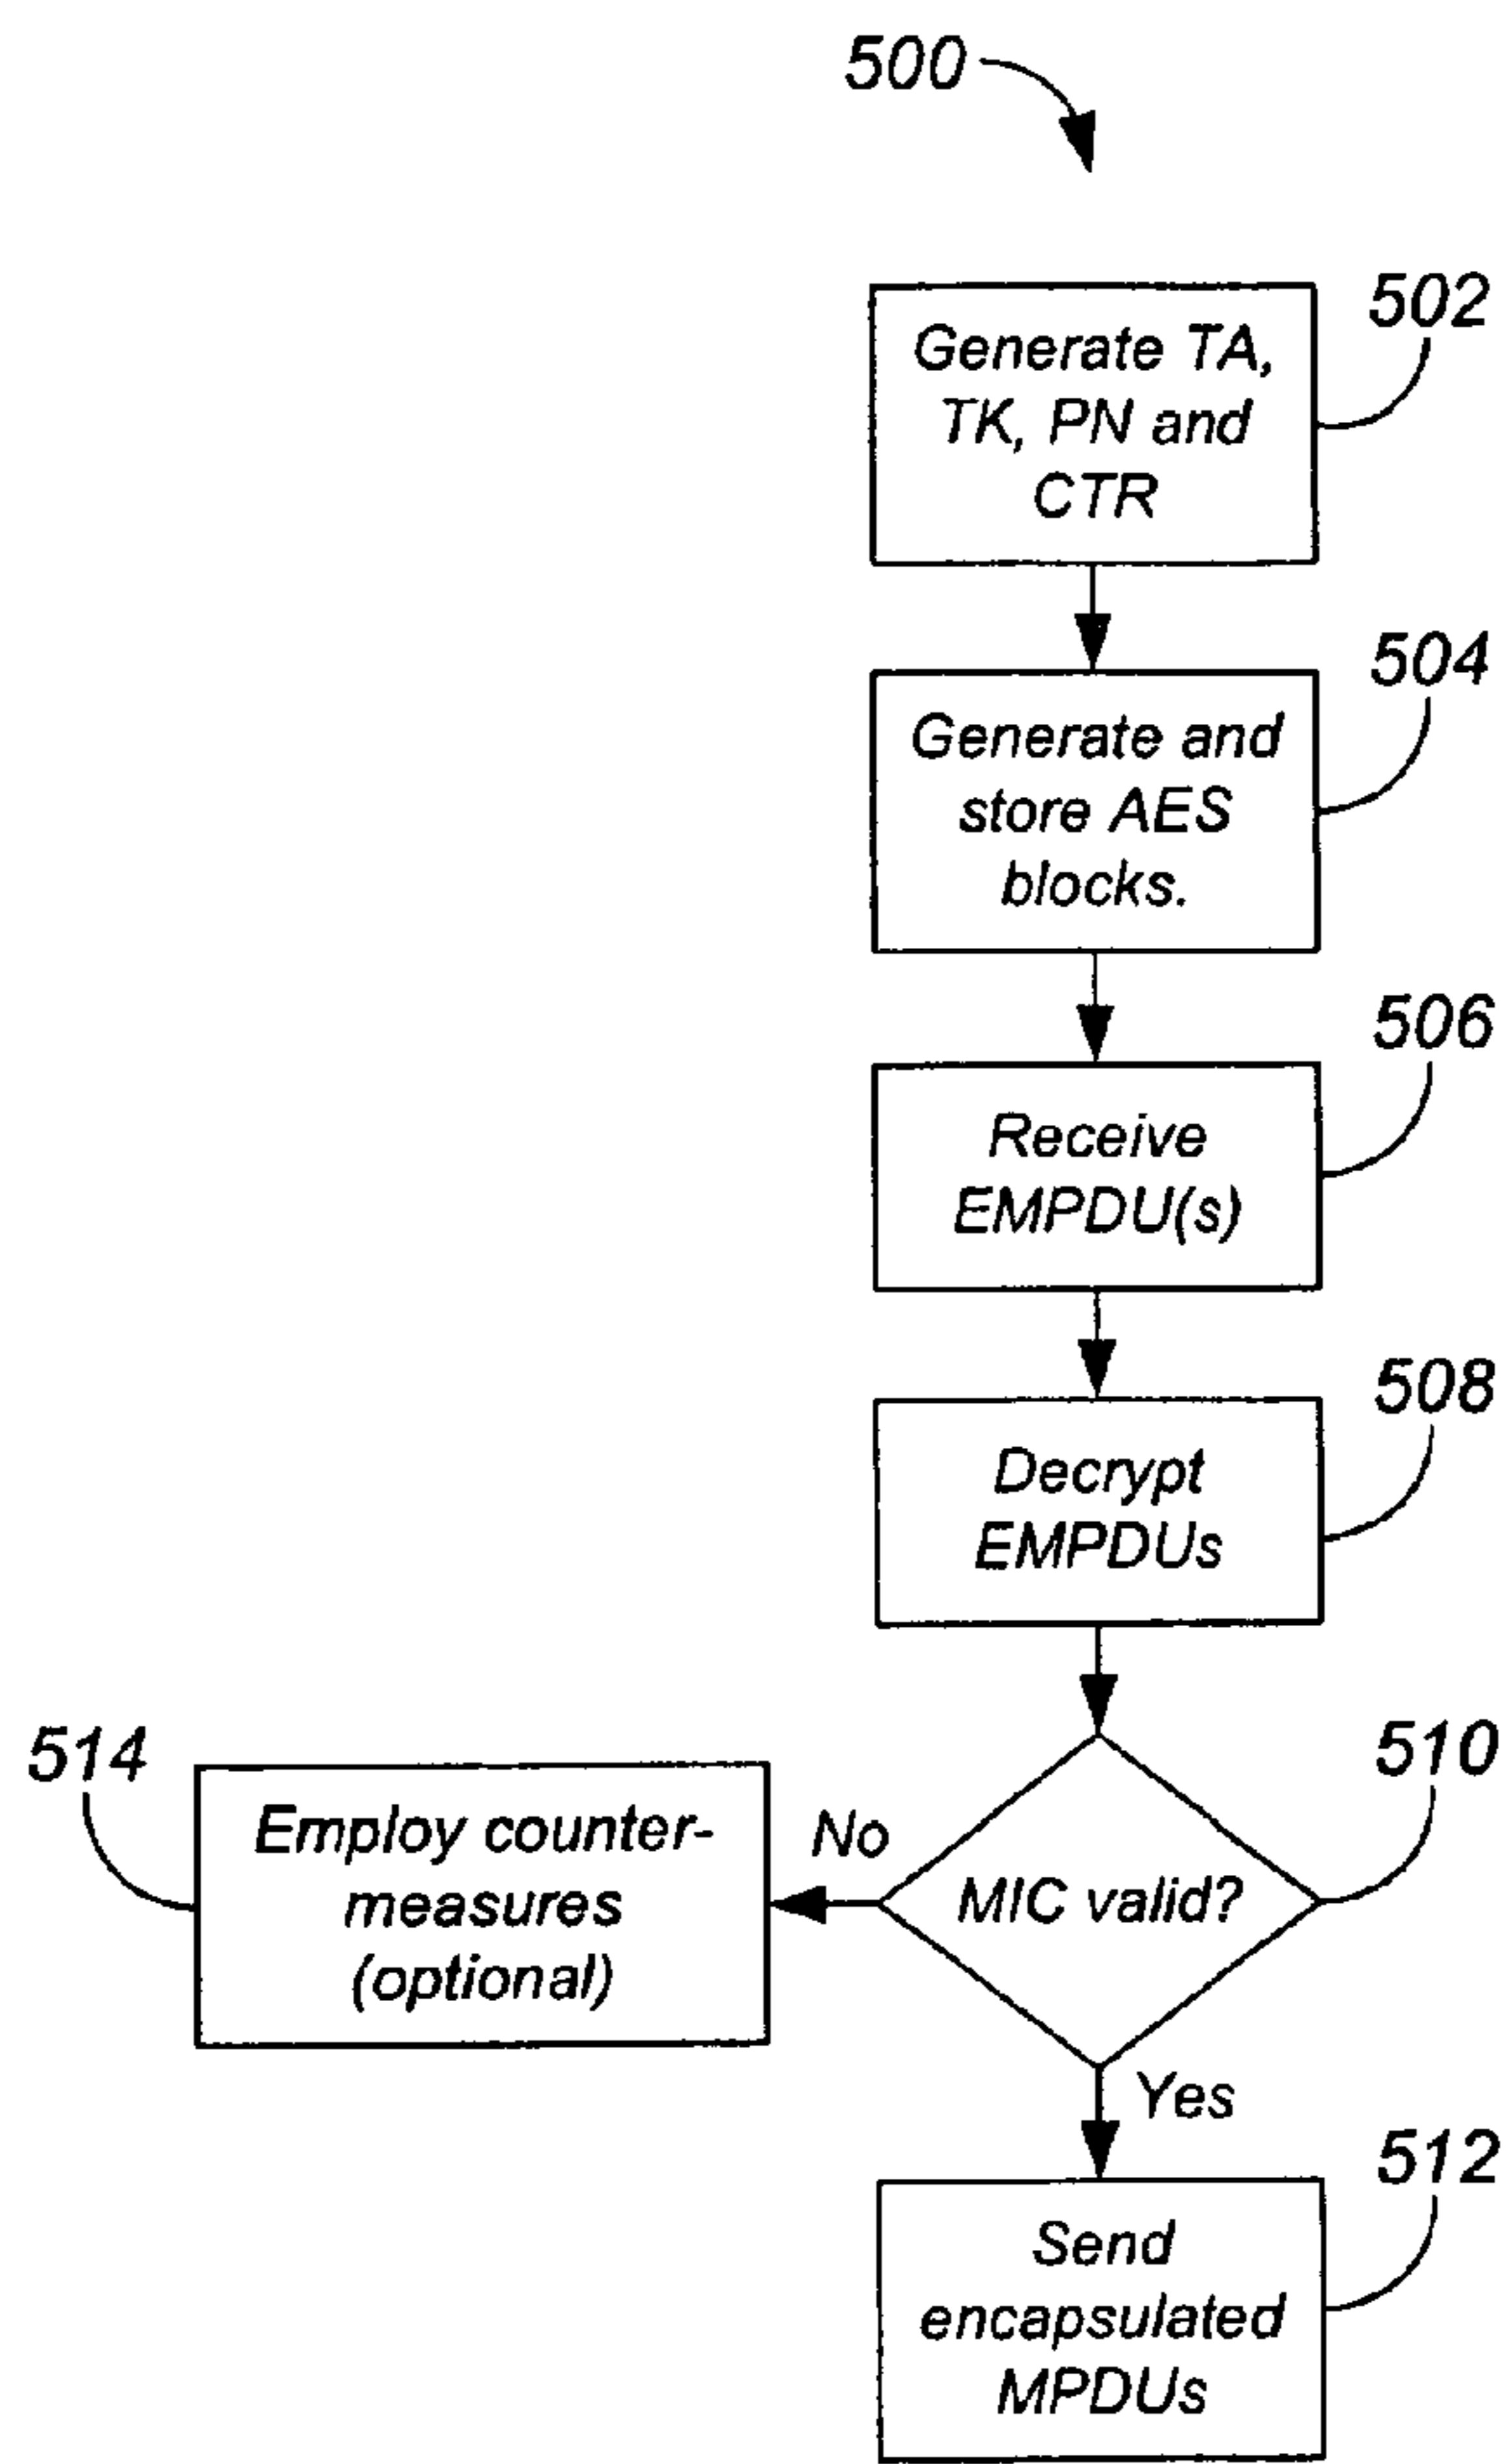 500
502
Generate TA,
TK, PN and
CTR
504
Generate and
store AES
blocks.
506
Receive
EMPDU(s)
508
Decrypt
EMPDUs
510
MIC valid?
No
514
Employ counter-
measures
(optional)
Yes
512
Send
encapsulated
MPDUs